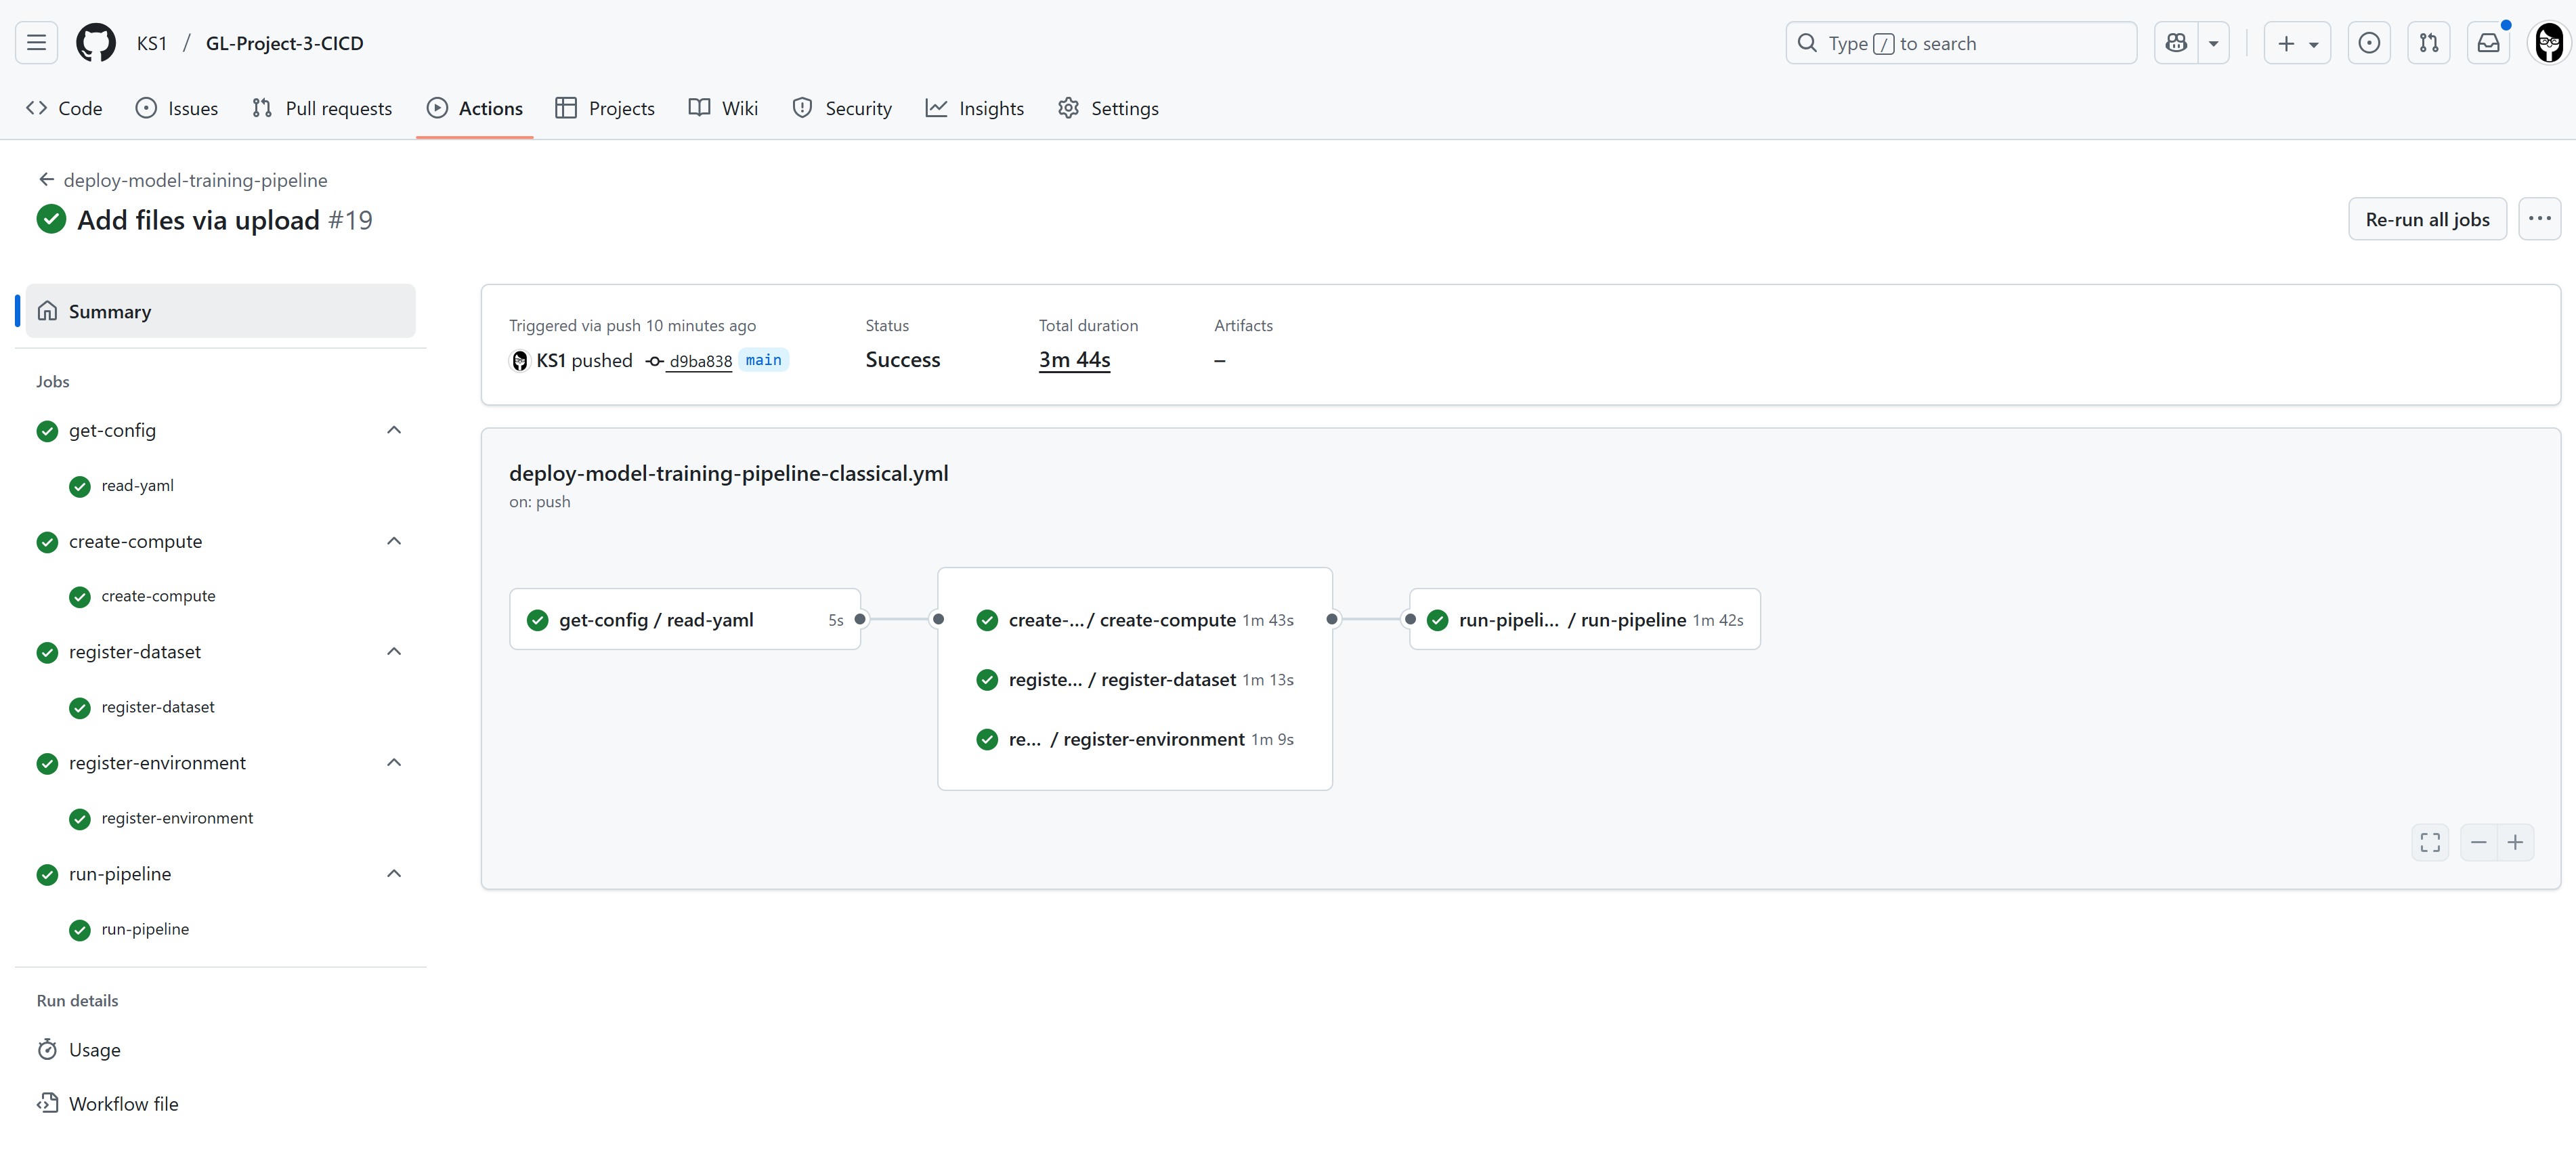 KS1 / GL-Project-3-CICD
Type / to search
Code
Issues
Pull requests
Actions
Projects
Wiki
Security
Insights
Settings
deploy-model-training-pipeline
Add files via upload #19
Re-run all jobs
Summary
Jobs
get-config
read-yaml
create-compute
create-compute
register-dataset
register-dataset
register-environment
register-environment
run-pipeline
run-pipeline
Run details
Usage
Workflow file
Triggered via push 10 minutes ago
KS1 pushed d9ba838 main
Status
Success
Total duration
3m 44s
Artifacts
–
deploy-model-training-pipeline-classical.yml
on: push
get-config / read-yaml 5s
create-... / create-compute 1m 43s
registe... / register-dataset 1m 13s
re... / register-environment 1m 9s
run-pipeli... / run-pipeline 1m 42s